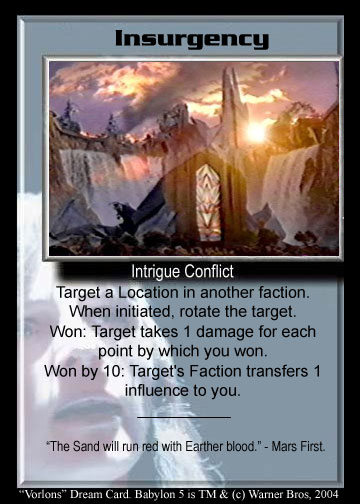 Insurgency
Intrigue Conflict
Target a Location in another faction.
When initiated, rotate the target.
Won: Target takes 1 damage for each
point by which you won.
Won by 10: Target's Faction transfers 1
influence to you.
“The Sand will run red with Earther blood.” - Mars First.
“Vorlons” Dream Card. Babylon 5 is TM & (c) Warner Bros, 2004